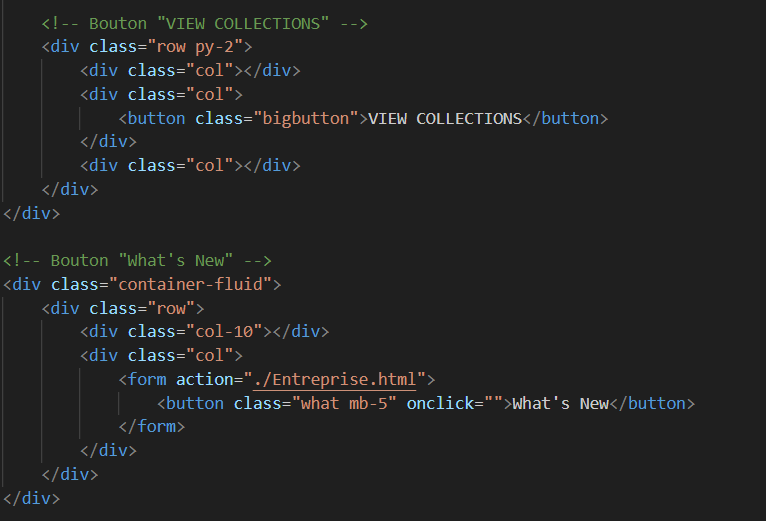 <!-- Bouton "VIEW COLLECTIONS" -->
<div class="row py-2">
<div class="col"></div>
<div class="col">
<button class="bigbutton">VIEW COLLECTIONS</button>
</div>
<div class="col"></div>
</div>
</div>
<!-- Bouton "What's New" -->
<div class="container-fluid">
<div class="row">
<div class="col-10"></div>
<div class="col">
<form action="./Entreprise.html">
<button class="what mb-5" onclick="">What's New</button>
</form>
</div>
</div>
</div>